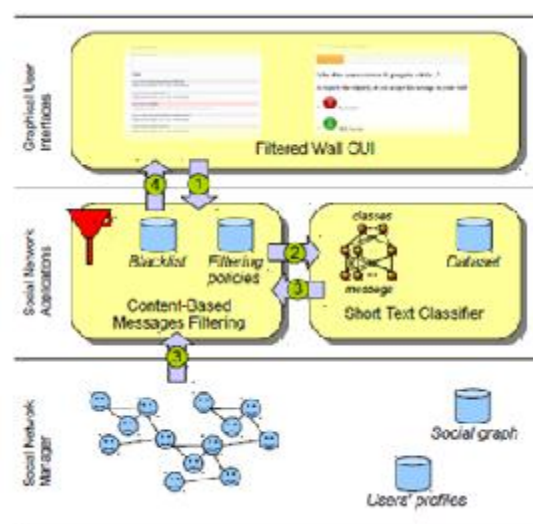 Graphical User
Interfaces
Filtered Wall GUI
4
1
Social Network
Applications
Blacklist
Filtering
policies
Content-Based
Messages Filtering
2
3
classes
message
Dataset
Short Text Classifier
3
Social Network
Manager
Social graph
Users' profiles